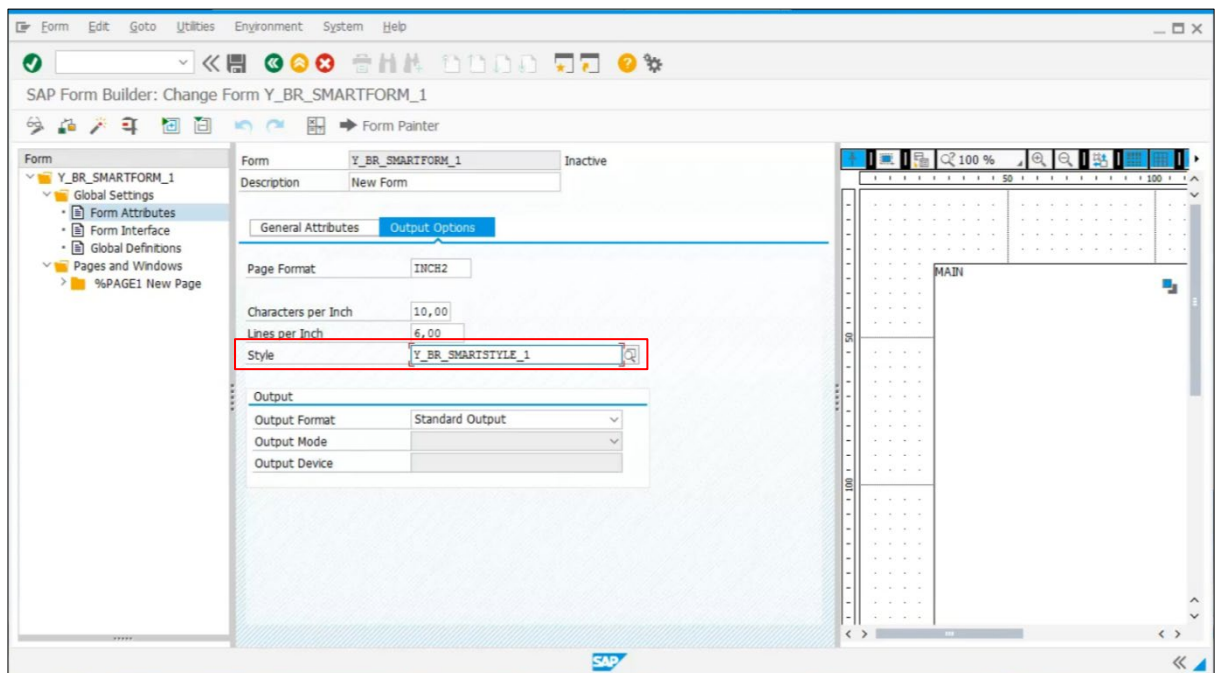 Form Edit Goto Utilities Environment System Help
SAP Form Builder: Change Form Y_BR_SMARTFORM_1
Form Painter
Form
Y_BR_SMARTFORM_1
Global Settings
Form Attributes
Form Interface
Global Definitions
Pages and Windows
%PAGE1 New Page
Form Y_BR_SMARTFORM_1 Inactive
Description New Form
General Attributes Output Options
Page Format INCH2
Characters per Inch 10,00
Lines per Inch 6,00
Style Y_BR_SMARTSTYLE_1
Output
Output Format Standard Output
Output Mode
Output Device
100 %
50 100
MAIN
50
100
SAP